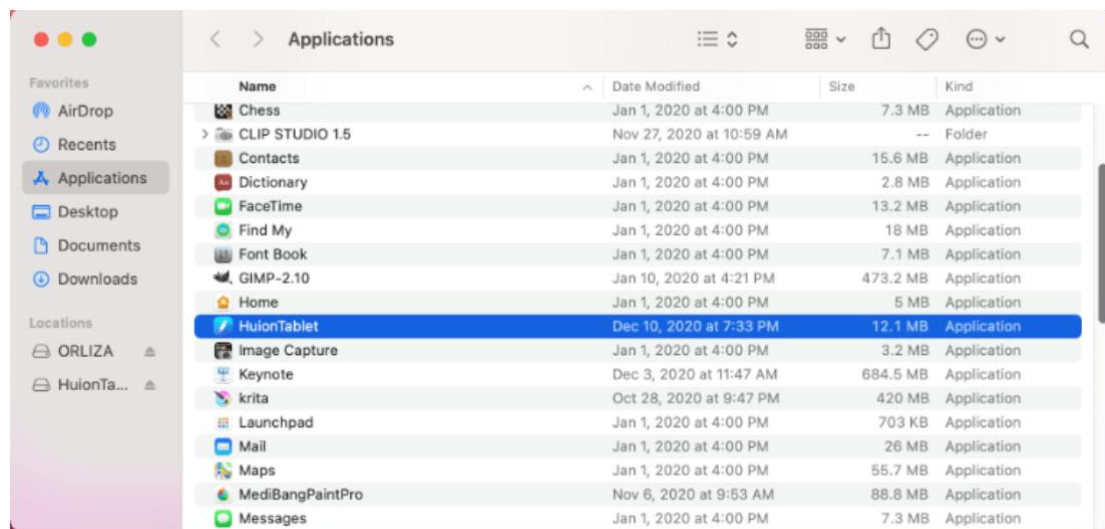 Applications
Favorites
AirDrop
Recents
Applications
Desktop
Documents
Downloads
Locations
ORLIZA
HuionTa...
Name Date Modified Size Kind
Chess Jan 1, 2020 at 4:00 PM 7.3 MB Application
CLIP STUDIO 1.5 Nov 27, 2020 at 10:59 AM -- Folder
Contacts Jan 1, 2020 at 4:00 PM 15.6 MB Application
Dictionary Jan 1, 2020 at 4:00 PM 2.8 MB Application
FaceTime Jan 1, 2020 at 4:00 PM 13.2 MB Application
Find My Jan 1, 2020 at 4:00 PM 18 MB Application
Font Book Jan 1, 2020 at 4:00 PM 7.1 MB Application
GIMP-2.10 Jan 10, 2020 at 4:21 PM 473.2 MB Application
Home Jan 1, 2020 at 4:00 PM 5 MB Application
HuionTablet Dec 10, 2020 at 7:33 PM 12.1 MB Application
Image Capture Jan 1, 2020 at 4:00 PM 3.2 MB Application
Keynote Dec 3, 2020 at 11:47 AM 684.5 MB Application
krita Oct 28, 2020 at 9:47 PM 420 MB Application
Launchpad Jan 1, 2020 at 4:00 PM 703 KB Application
Mail Jan 1, 2020 at 4:00 PM 26 MB Application
Maps Jan 1, 2020 at 4:00 PM 55.7 MB Application
MediBangPaintPro Nov 6, 2020 at 9:53 AM 88.8 MB Application
Messages Jan 1, 2020 at 4:00 PM 7.3 MB Application